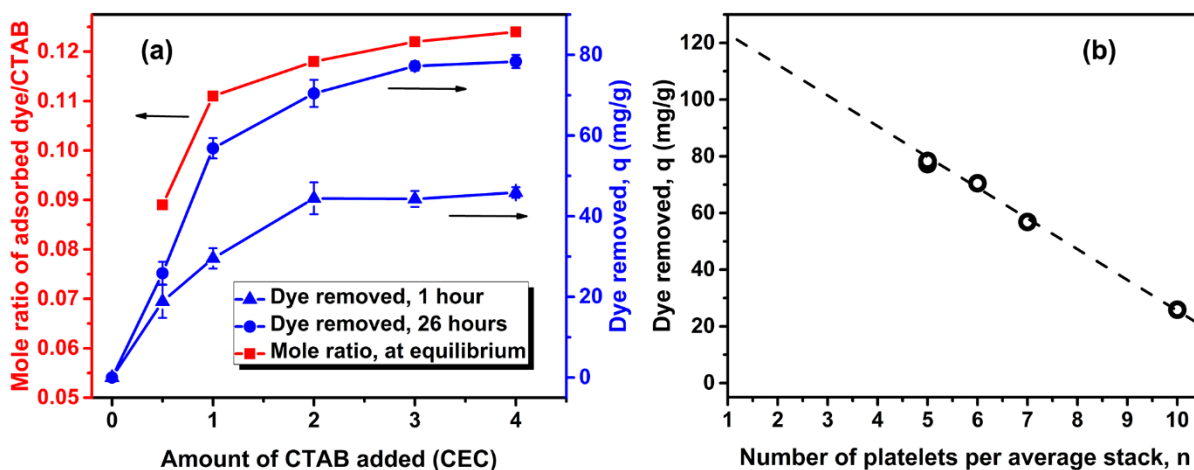 (a)
Mole ratio of adsorbed dye/CTAB
0.12
0.11
0.10
0.09
0.08
0.07
0.06
0.05
0 1 2 3 4
Amount of CTAB added (CEC)
80
60
40
20
0
Dye removed, q (mg/g)
Dye removed, 1 hour
Dye removed, 26 hours
Mole ratio, at equilibrium
(b)
Dye removed, q (mg/g)
120
100
80
60
40
20
0
1 2 3 4 5 6 7 8 9 10
Number of platelets per average stack, n